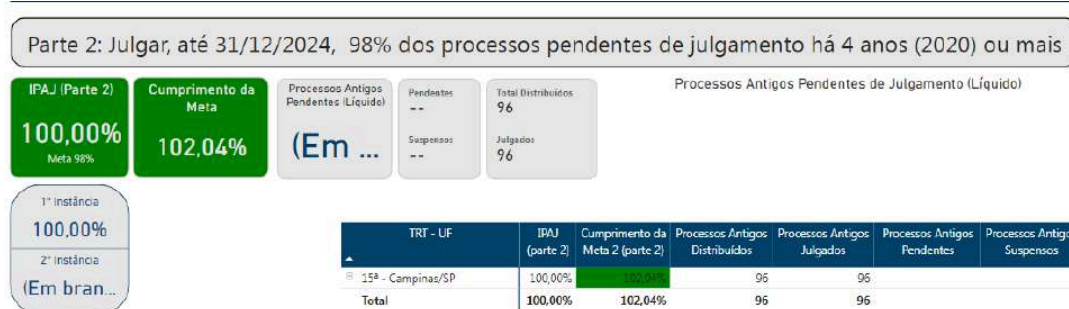 Parte 2: Julgar, até 31/12/2024, 98% dos processos pendentes de julgamento há 4 anos (2020) ou mais
IPAJ (Parte 2)
100,00%
Meta 98%
Cumprimento da
Meta
102,04%
Processos Antigos
Pendentes (Líquido)
(Em ...
Pendentes
--
Suspensos
--
Total Distribuídos
96
Julgados
96
Processos Antigos Pendentes de Julgamento (Líquido)
1ª Instância
100,00%
2ª Instância
(Em bran...
TRT - UF
IPAJ
(parte 2)
Cumprimento da
Meta 2 (parte 2)
Processos Antigos
Distribuídos
Processos Antigos
Julgados
Processos Antigos
Pendentes
Processos Antigo
Suspensos
15ª - Campinas/SP 100,00% 102,04% 96 96
Total 100,00% 102,04% 96 96